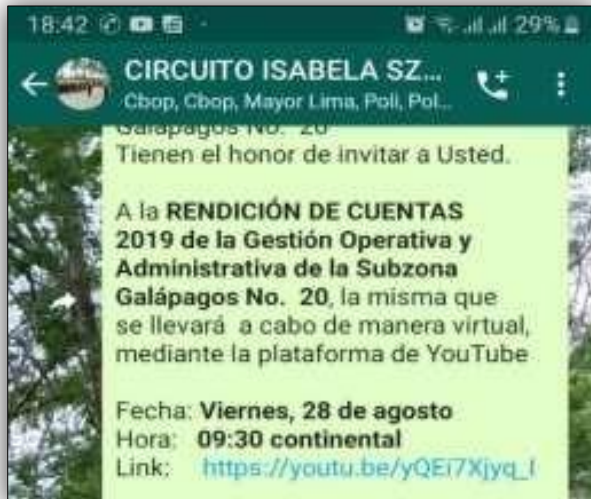 18:42 29%
CIRCUITO ISABELA SZ...
Cbop, Cbop, Mayor Lima, Poli, Pol...
Galápagos No. 20
Tienen el honor de invitar a Usted.
A la RENDICIÓN DE CUENTAS
2019 de la Gestión Operativa y
Administrativa de la Subzona
Galápagos No. 20, la misma que
se llevará a cabo de manera virtual,
mediante la plataforma de YouTube
Fecha: Viernes, 28 de agosto
Hora: 09:30 continental
Link: https://youtu.be/yQEi7Xjyq_I